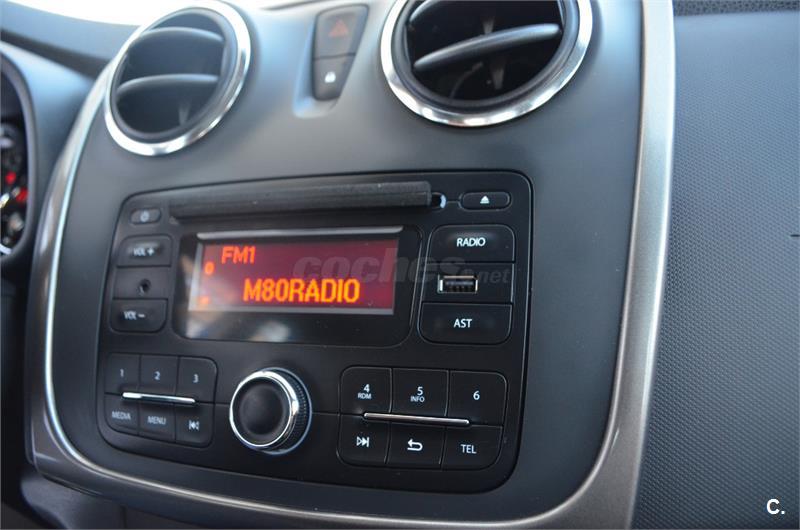 FM1
M80RADIO
VOL +
VOL −
RADIO
AST
1 2 3
MEDIA MENU
4 5 6
RDM INFO
TEL
coches.net
C.